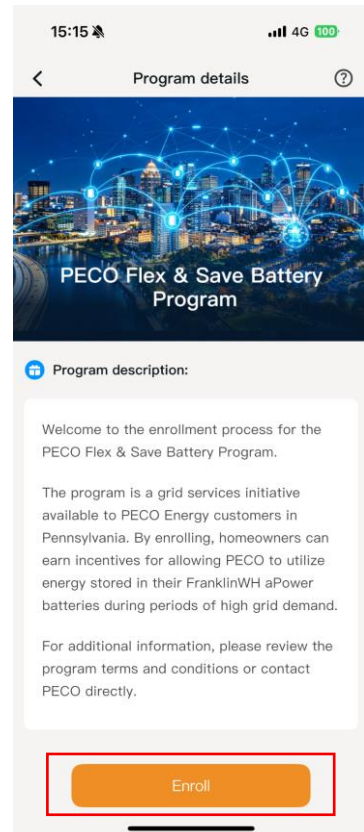 15:15
4G 100
Program details
PECO Flex & Save Battery
Program
Program description:
Welcome to the enrollment process for the
PECO Flex & Save Battery Program.
The program is a grid services initiative
available to PECO Energy customers in
Pennsylvania. By enrolling, homeowners can
earn incentives for allowing PECO to utilize
energy stored in their FranklinWH aPower
batteries during periods of high grid demand.
For additional information, please review the
program terms and conditions or contact
PECO directly.
Enroll